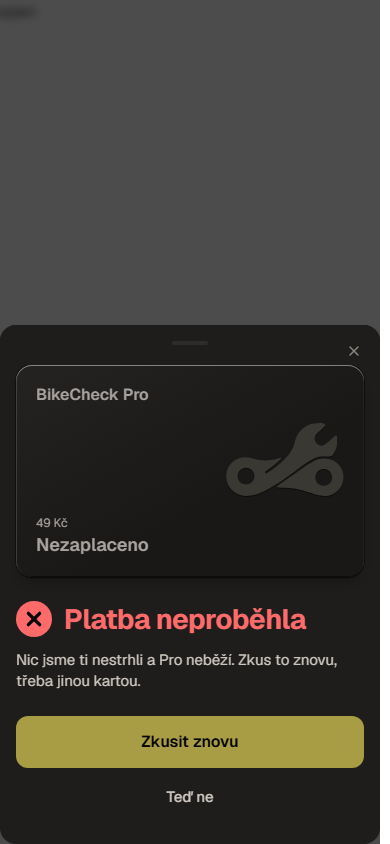 BikeCheck Pro
49 Kč
Nezaplaceno
Platba neproběhla
Nic jsme ti nestrhli a Pro neběží. Zkus to znovu,
třeba jinou kartou.
Zkusit znovu
Teď ne